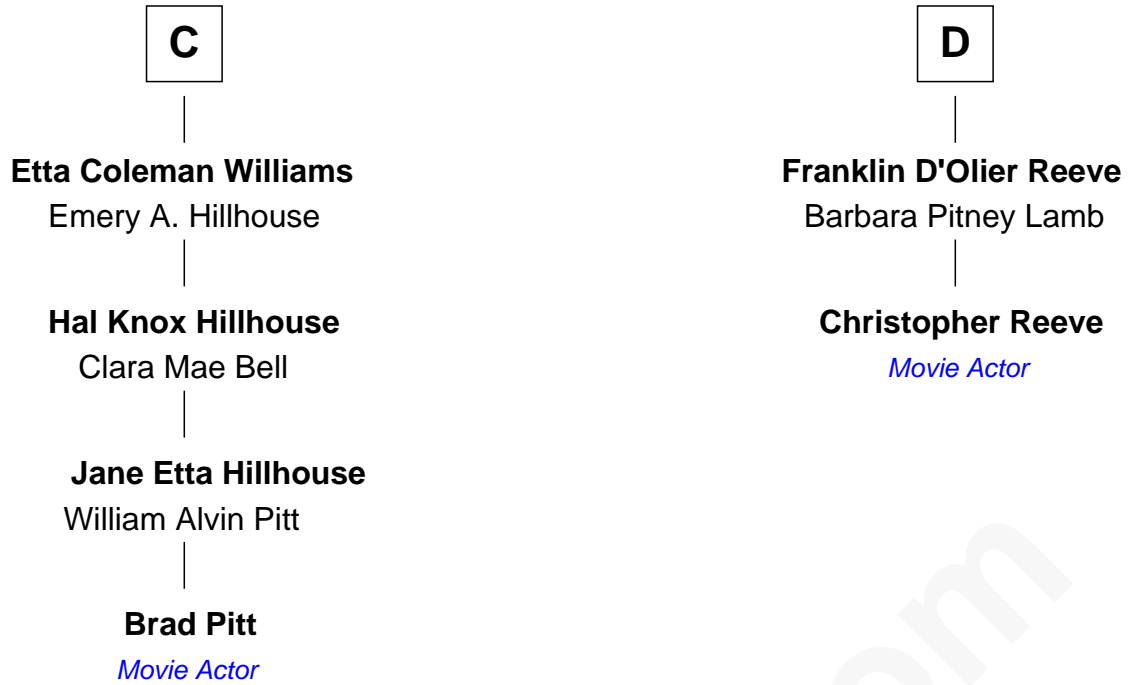 C
Etta Coleman Williams
Emery A. Hillhouse
Hal Knox Hillhouse
Clara Mae Bell
Jane Etta Hillhouse
William Alvin Pitt
Brad Pitt
Movie Actor
D
Franklin D'Olier Reeve
Barbara Pitney Lamb
Christopher Reeve
Movie Actor
om